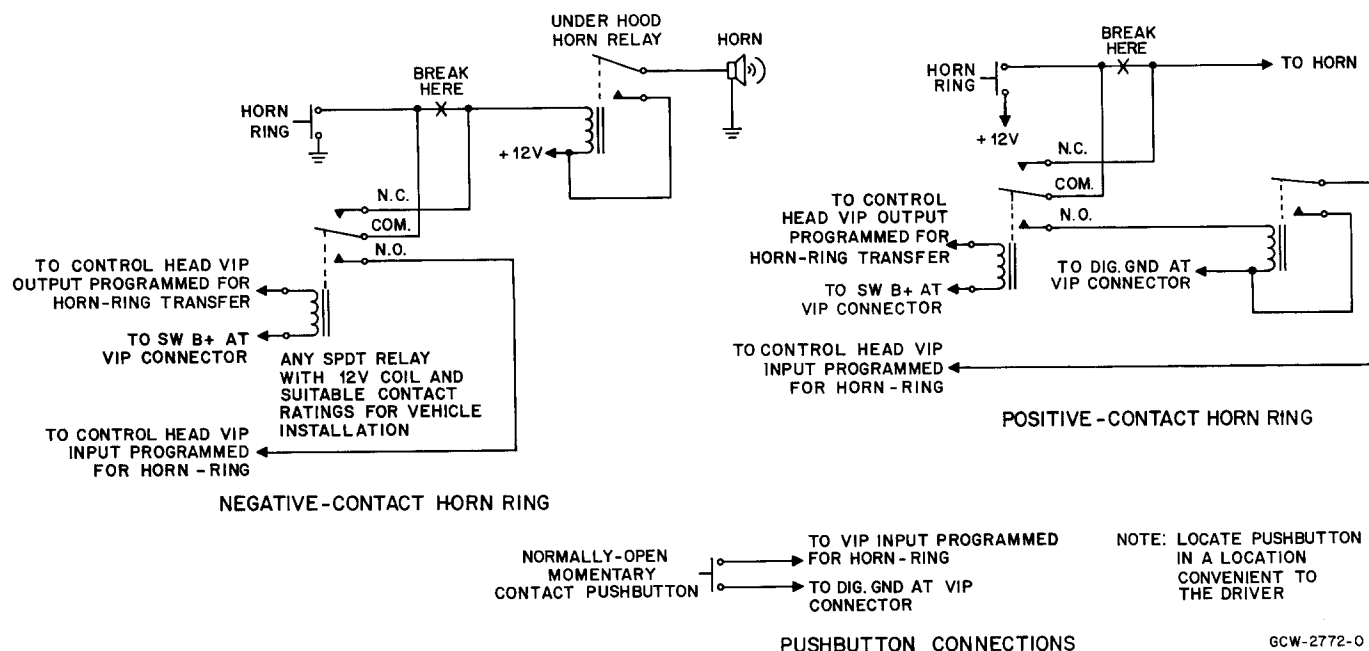 UNDER HOOD
HORN RELAY
HORN
BREAK
HERE
HORN
RING
+12V
N.C.
COM.
N.O.
TO CONTROL HEAD VIP
OUTPUT PROGRAMMED FOR
HORN-RING TRANSFER
TO SW B+ AT
VIP CONNECTOR
ANY SPDT RELAY
WITH 12V COIL AND
SUITABLE CONTACT
RATINGS FOR VEHICLE
INSTALLATION
TO CONTROL HEAD VIP
INPUT PROGRAMMED
FOR HORN-RING
NEGATIVE-CONTACT HORN RING
BREAK
HERE
TO HORN
HORN
RING
+12V
N.C.
COM.
N.O.
TO CONTROL
HEAD VIP OUTPUT
PROGRAMMED FOR
HORN-RING TRANSFER
TO SW B+ AT
VIP CONNECTOR
TO DIG. GND AT
VIP CONNECTOR
TO CONTROL HEAD VIP
INPUT PROGRAMMED
FOR HORN-RING
POSITIVE-CONTACT HORN RING
NORMALLY-OPEN
MOMENTARY
CONTACT PUSHBUTTON
TO VIP INPUT PROGRAMMED
FOR HORN-RING
TO DIG. GND AT VIP
CONNECTOR
NOTE: LOCATE PUSHBUTTON
IN A LOCATION
CONVENIENT TO
THE DRIVER
PUSHBUTTON CONNECTIONS
GCW-2772-O